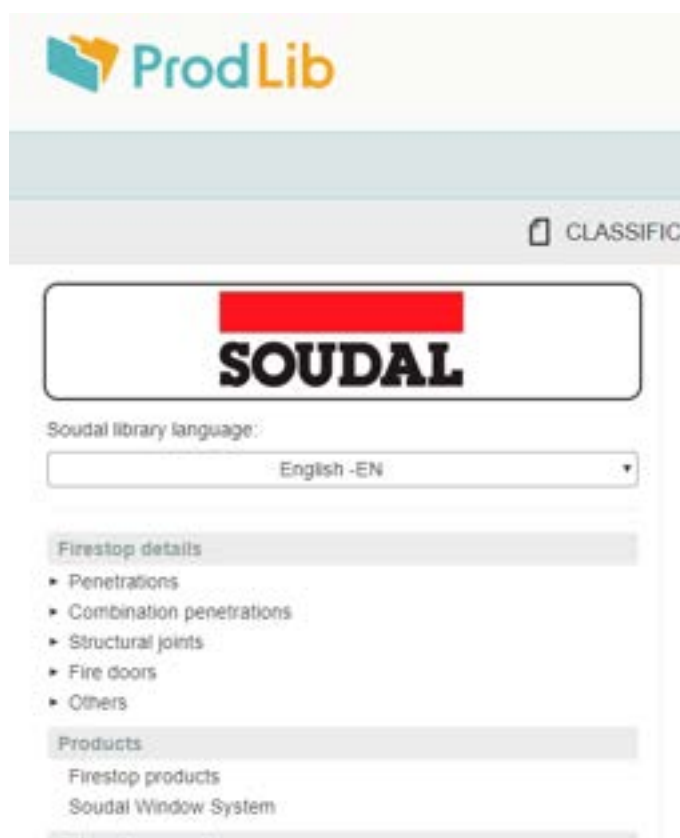 ProdLib
CLASSIFIC
SOUDAL
Soudal library language:
English -EN
Firestop details
Penetrations
Combination penetrations
Structural joints
Fire doors
Others
Products
Firestop products
Soudal Window System